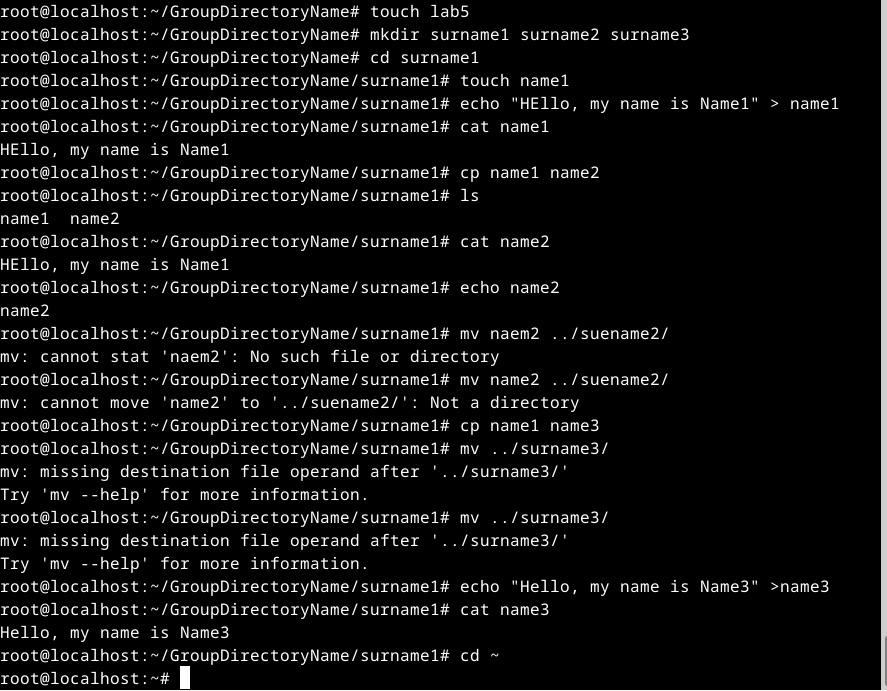 root@localhost:~/GroupDirectoryName# touch lab5
root@localhost:~/GroupDirectoryName# mkdir surname1 surname2 surname3
root@localhost:~/GroupDirectoryName# cd surname1
root@localhost:~/GroupDirectoryName/surname1# touch name1
root@localhost:~/GroupDirectoryName/surname1# echo "HEllo, my name is Name1" > name1
root@localhost:~/GroupDirectoryName/surname1# cat name1
HEllo, my name is Name1
root@localhost:~/GroupDirectoryName/surname1# cp name1 name2
root@localhost:~/GroupDirectoryName/surname1# ls
name1  name2
root@localhost:~/GroupDirectoryName/surname1# cat name2
HEllo, my name is Name1
root@localhost:~/GroupDirectoryName/surname1# echo name2
name2
root@localhost:~/GroupDirectoryName/surname1# mv naem2 ../suename2/
mv: cannot stat 'naem2': No such file or directory
root@localhost:~/GroupDirectoryName/surname1# mv name2 ../suename2/
mv: cannot move 'name2' to '../suename2/': Not a directory
root@localhost:~/GroupDirectoryName/surname1# cp name1 name3
root@localhost:~/GroupDirectoryName/surname1# mv ../surname3/
mv: missing destination file operand after '../surname3/'
Try 'mv --help' for more information.
root@localhost:~/GroupDirectoryName/surname1# mv ../surname3/
mv: missing destination file operand after '../surname3/'
Try 'mv --help' for more information.
root@localhost:~/GroupDirectoryName/surname1# echo "Hello, my name is Name3" >name3
root@localhost:~/GroupDirectoryName/surname1# cat name3
Hello, my name is Name3
root@localhost:~/GroupDirectoryName/surname1# cd ~
root@localhost:~#